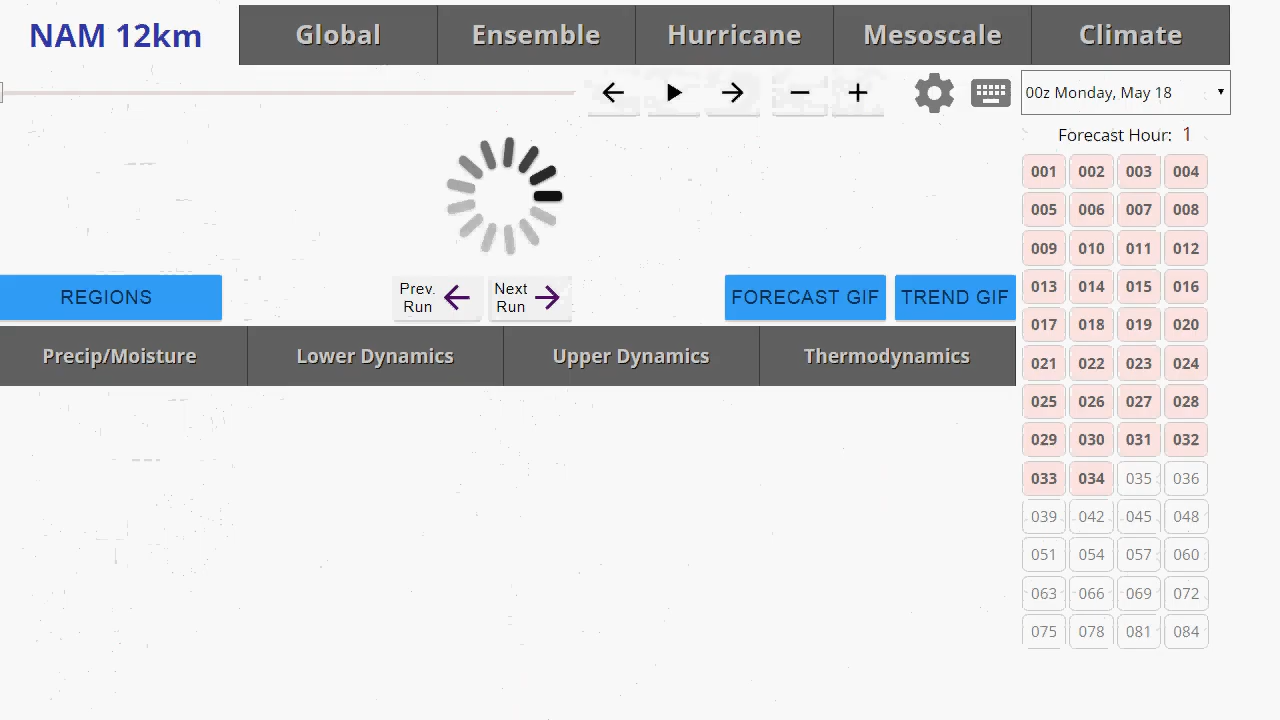 NAM 12km Global Ensemble Hurricane Mesoscale Climate
00z Monday, May 18
Forecast Hour: 1
001 002 003 004
005 006 007 008
009 010 011 012
013 014 015 016
017 018 019 020
021 022 023 024
025 026 027 028
029 030 031 032
033 034 035 036
039 042 045 048
051 054 057 060
063 066 069 072
075 078 081 084
REGIONS
Prev.
Run
Next
Run
FORECAST GIF
TREND GIF
Precip/Moisture Lower Dynamics Upper Dynamics Thermodynamics